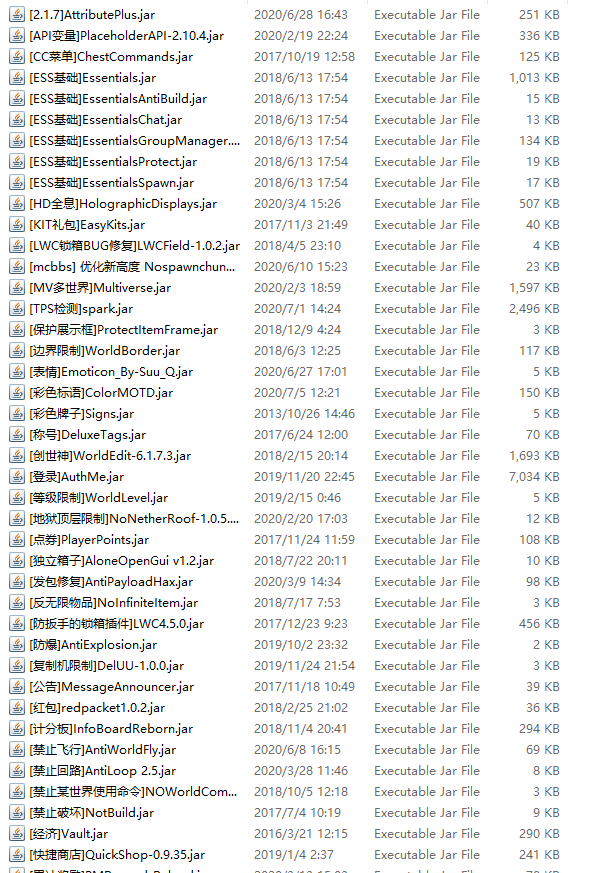 [2.1.7]AttributePlus.jar 2020/6/28 16:43 Executable Jar File 251 KB
[API变量]PlaceholderAPI-2.10.4.jar 2020/2/19 22:24 Executable Jar File 336 KB
[CC菜单]ChestCommands.jar 2017/10/19 12:58 Executable Jar File 125 KB
[ESS基础]Essentials.jar 2018/6/13 17:54 Executable Jar File 1,013 KB
[ESS基础]EssentialsAntiBuild.jar 2018/6/13 17:54 Executable Jar File 15 KB
[ESS基础]EssentialsChat.jar 2018/6/13 17:54 Executable Jar File 13 KB
[ESS基础]EssentialsGroupManager.... 2018/6/13 17:54 Executable Jar File 134 KB
[ESS基础]EssentialsProtect.jar 2018/6/13 17:54 Executable Jar File 19 KB
[ESS基础]EssentialsSpawn.jar 2018/6/13 17:54 Executable Jar File 17 KB
[HD全息]HolographicDisplays.jar 2020/3/4 15:26 Executable Jar File 507 KB
[KIT礼包]EasyKits.jar 2017/11/3 21:49 Executable Jar File 40 KB
[LWC锁箱BUG修复]LWCField-1.0.2.jar 2018/4/5 23:10 Executable Jar File 4 KB
[mcbbs] 优化新高度 Nospawnchun... 2020/6/10 15:23 Executable Jar File 23 KB
[MV多世界]Multiverse.jar 2020/2/3 18:59 Executable Jar File 1,597 KB
[TPS检测]spark.jar 2020/7/1 14:24 Executable Jar File 2,496 KB
[保护展示框]ProtectItemFrame.jar 2018/12/9 4:24 Executable Jar File 3 KB
[边界限制]WorldBorder.jar 2018/6/3 12:25 Executable Jar File 117 KB
[表情]Emoticon_By-Suu_Q.jar 2020/6/27 17:01 Executable Jar File 5 KB
[彩色标语]ColorMOTD.jar 2020/7/5 12:21 Executable Jar File 150 KB
[彩色牌子]Signs.jar 2013/10/26 14:46 Executable Jar File 5 KB
[称号]DeluxeTags.jar 2017/6/24 12:00 Executable Jar File 70 KB
[创世神]WorldEdit-6.1.7.3.jar 2018/2/15 20:14 Executable Jar File 1,693 KB
[登录]AuthMe.jar 2019/11/20 22:45 Executable Jar File 7,034 KB
[等级限制]WorldLevel.jar 2019/2/15 0:46 Executable Jar File 5 KB
[地狱顶层限制]NoNetherRoof-1.0.5.... 2020/2/20 17:03 Executable Jar File 12 KB
[点券]PlayerPoints.jar 2017/11/24 11:59 Executable Jar File 108 KB
[独立箱子]AloneOpenGui v1.2.jar 2018/7/22 20:11 Executable Jar File 10 KB
[发包修复]AntiPayloadHax.jar 2020/3/9 14:34 Executable Jar File 98 KB
[反无限物品]NoInfiniteItem.jar 2018/7/17 7:53 Executable Jar File 3 KB
[防扳手的锁箱插件]LWC4.5.0.jar 2017/12/23 9:23 Executable Jar File 456 KB
[防爆]AntiExplosion.jar 2019/10/2 23:32 Executable Jar File 2 KB
[复制机限制]DelUU-1.0.0.jar 2019/11/24 21:54 Executable Jar File 3 KB
[公告]MessageAnnouncer.jar 2017/11/18 10:49 Executable Jar File 39 KB
[红包]redpacket1.0.2.jar 2018/2/25 21:02 Executable Jar File 36 KB
[计分板]InfoBoardReborn.jar 2018/11/4 20:41 Executable Jar File 294 KB
[禁止飞行]AntiWorldFly.jar 2020/6/8 16:15 Executable Jar File 69 KB
[禁止回路]AntiLoop 2.5.jar 2020/3/28 11:46 Executable Jar File 8 KB
[禁止某世界使用命令]NOWorldCom... 2018/10/5 12:18 Executable Jar File 3 KB
[禁止破坏]NotBuild.jar 2017/7/4 10:19 Executable Jar File 9 KB
[经济]Vault.jar 2016/3/21 12:15 Executable Jar File 290 KB
[快捷商店]QuickShop-0.9.35.jar 2019/1/4 2:37 Executable Jar File 241 KB